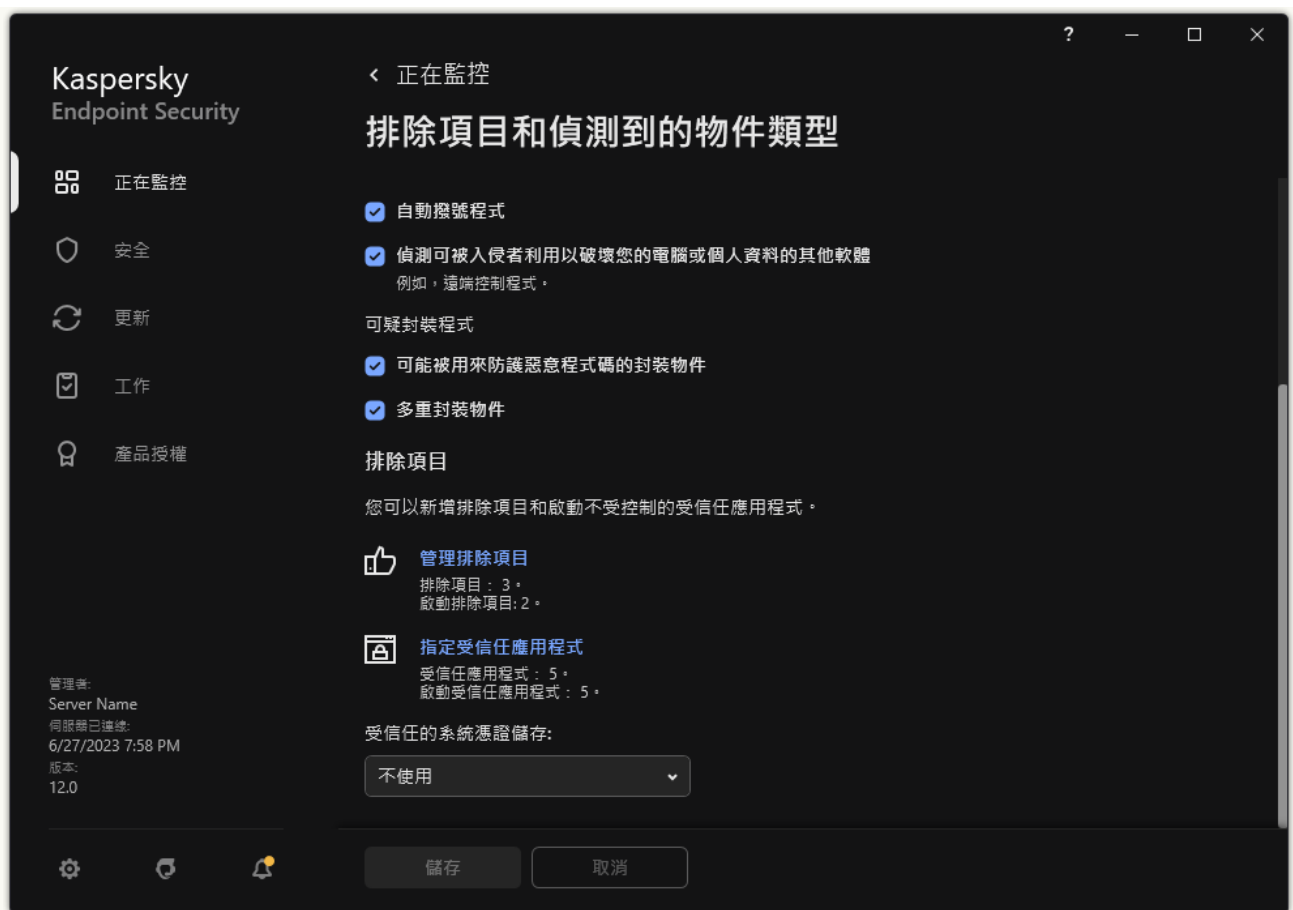 ?
Kaspersky
Endpoint Security
正在監控
安全
更新
工作
產品授權
管理者:
Server Name
伺服器已連線:
6/27/2023 7:58 PM
版本:
12.0
正在監控
排除項目和偵測到的物件類型
自動撥號程式
偵測可被入侵者利用以破壞您的電腦或個人資料的其他軟體
例如，遠端控制程式。
可疑封裝程式
可能被用來防護惡意程式碼的封裝物件
多重封裝物件
排除項目
您可以新增排除項目和啟動不受控制的受信任應用程式。
管理排除項目
排除項目： 3。
啟動排除項目: 2。
指定受信任應用程式
受信任應用程式： 5。
啟動受信任應用程式： 5。
受信任的系統憑證儲存:
不使用
儲存
取消